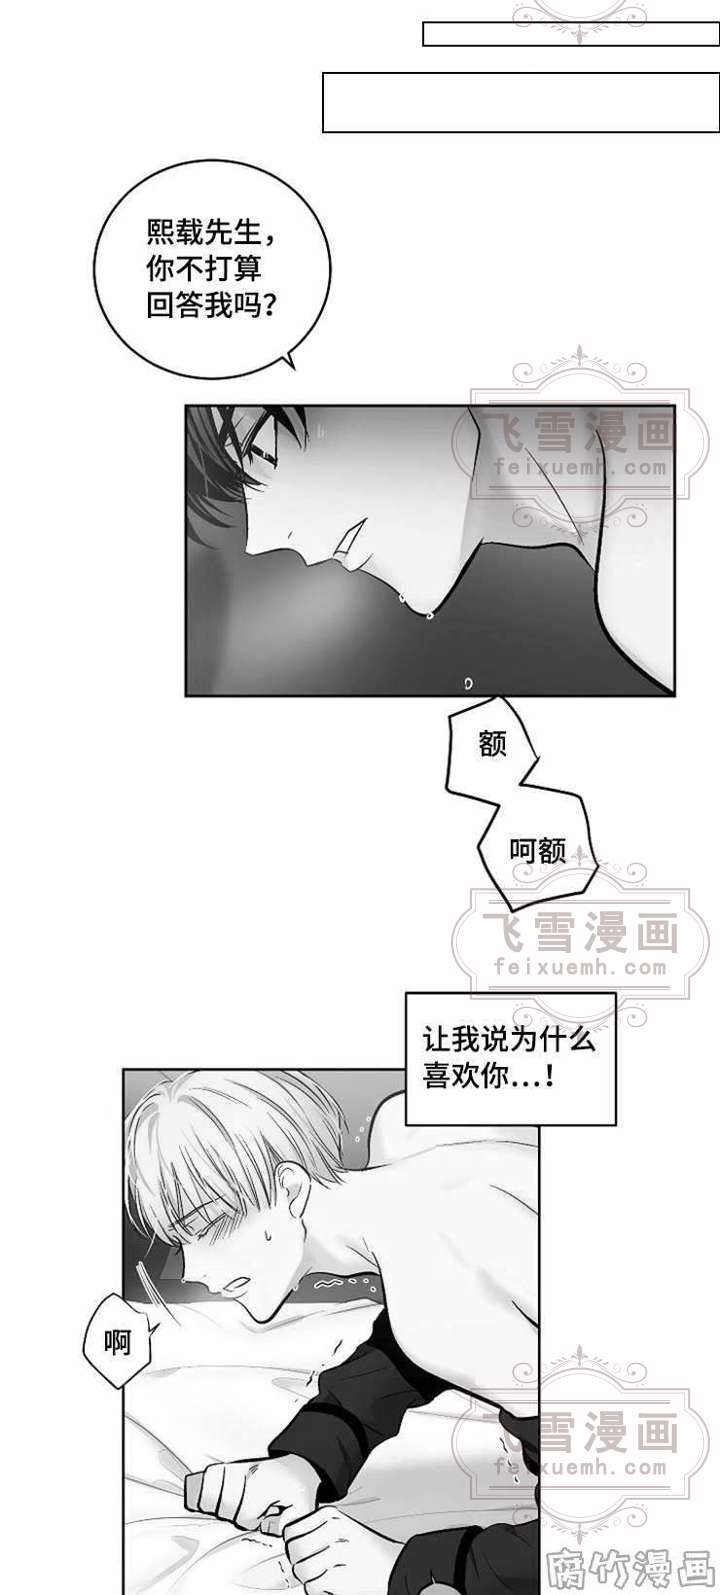 熙载先生，
你不打算
回答我吗？
飞雪漫画
feixuemh.com
额
呵额
飞雪漫画
feixuemh.com
让我说为什么
喜欢你…！
啊
飞雪漫画
feixuemh.com
腐竹漫画